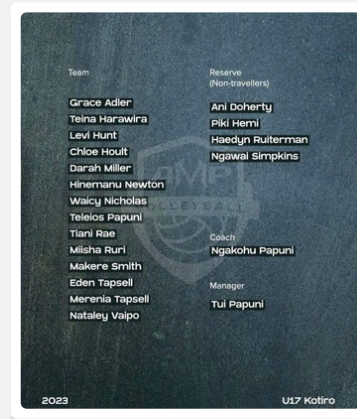 Team
Grace Adler
Teina Harawira
Levi Hunt
Chloe Hoult
Darah Miller
Hinemanu Newton
Waicy Nicholas
Teleios Papuni
Tiani Rae
Miisha Ruri
Makere Smith
Eden Tapsell
Merenia Tapsell
Nataley Vaipo
Reserve
(Non-travellers)
Ani Doherty
Piki Hemi
Haedyn Ruiterman
Ngawai Simpkins
Coach
Ngakohu Papuni
Manager
Tui Papuni
VOLLEYBALL
2023
U17 Kotiro